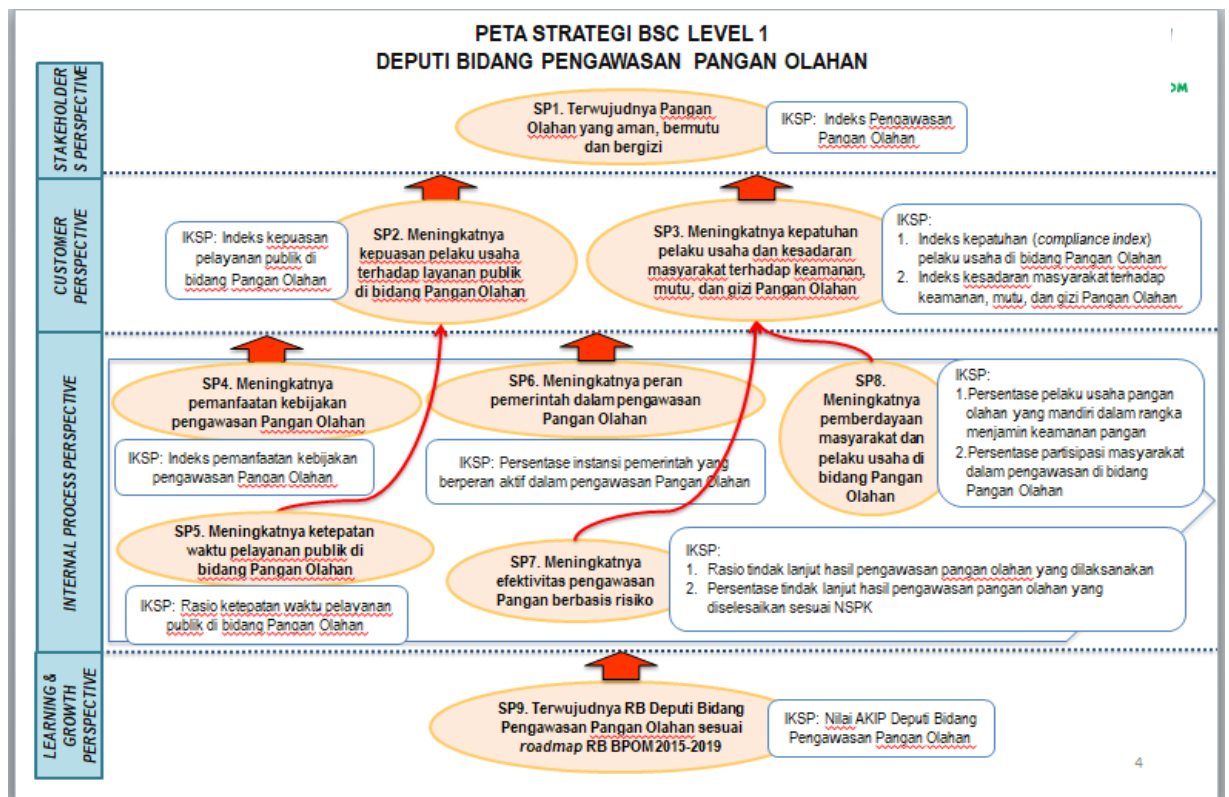 PETA STRATEGI BSC LEVEL 1
DEPUTI BIDANG PENGAWASAN PANGAN OLAHAN
OM
STAKEHOLDER
S PERSPECTIVE
SP1. Terwujudnya Pangan
Olahan yang aman, bermutu
dan bergizi
IKSP: Indeks Pengawasan
Pangan Olahan
CUSTOMER
PERSPECTIVE
IKSP: Indeks kepuasan
pelayanan publik di
bidang Pangan Olahan
SP2. Meningkatnya
kepuasan pelaku usaha
terhadap layanan publik
di bidang Pangan Olahan
SP3. Meningkatnya kepatuhan
pelaku usaha dan kesadaran
masyarakat terhadap keamanan,
mutu, dan gizi Pangan Olahan
IKSP:
1. Indeks kepatuhan (compliance index)
pelaku usaha di bidang Pangan Olahan
2. Indeks kesadaran masyarakat terhadap
keamanan, mutu, dan gizi Pangan Olahan
INTERNAL PROCESS PERSPECTIVE
SP4. Meningkatnya
pemanfaatan kebijakan
pengawasan Pangan Olahan
IKSP: Indeks pemanfaatan kebijakan
pengawasan Pangan Olahan
SP6. Meningkatnya peran
pemerintah dalam pengawasan
Pangan Olahan
IKSP: Persentase instansi pemerintah yang
berperan aktif dalam pengawasan Pangan Olahan
SP8.
Meningkatnya
pemberdayaan
masyarakat dan
pelaku usaha di
bidang Pangan
Olahan
IKSP:
1.Persentase pelaku usaha pangan
olahan yang mandiri dalam rangka
menjamin keamanan pangan
2.Persentase partisipasi masyarakat
dalam pengawasan di bidang
Pangan Olahan
SP5. Meningkatnya ketepatan
waktu pelayanan publik di
bidang Pangan Olahan
IKSP: Rasio ketepatan waktu pelayanan
publik di bidang Pangan Olahan
SP7. Meningkatnya
efektivitas pengawasan
Pangan berbasis risiko
IKSP:
1. Rasio tindak lanjut hasil pengawasan pangan olahan yang dilaksanakan
2. Persentase tindak lanjut hasil pengawasan pangan olahan yang
diselesaikan sesuai NSPK
LEARNING &
GROWTH
PERSPECTIVE
SP9. Terwujudnya RB Deputi Bidang
Pengawasan Pangan Olahan sesuai
roadmap RB BPOM 2015-2019
IKSP: Nilai AKIP Deputi Bidang
Pengawasan Pangan Olahan
4